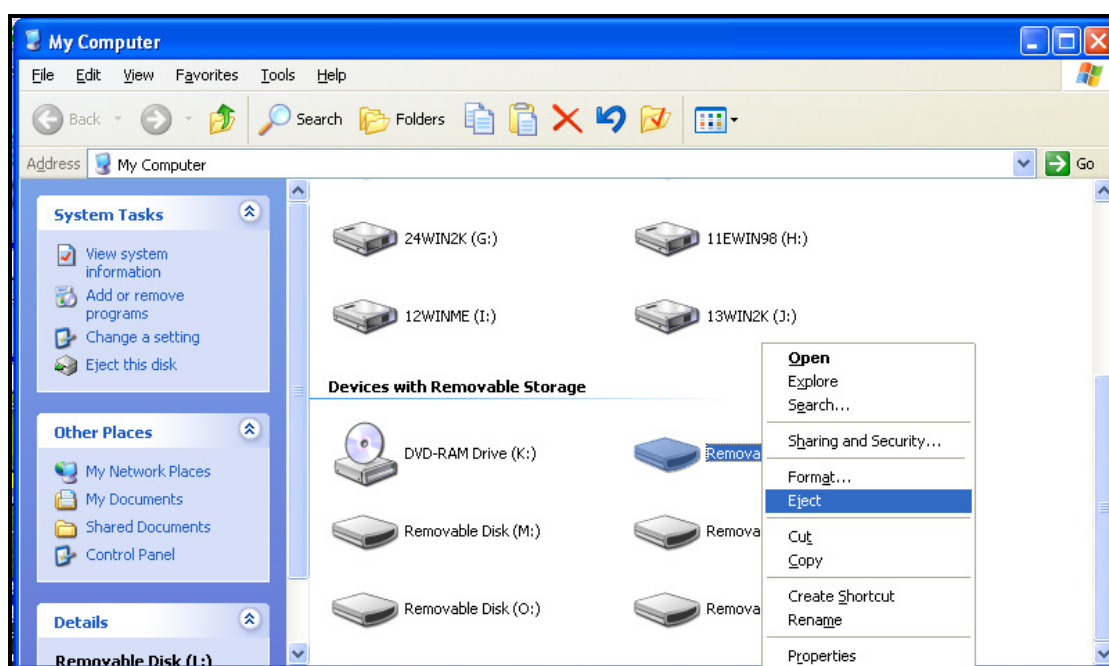 My Computer
File Edit View Favorites Tools Help
Back Search Folders
Address My Computer Go
System Tasks
View system
information
Add or remove
programs
Change a setting
Eject this disk
Other Places
My Network Places
My Documents
Shared Documents
Control Panel
Details
Removable Disk (L:)
24WIN2K (G:) 11EWIN98 (H:)
12WINME (I:) 13WIN2K (J:)
Devices with Removable Storage
DVD-RAM Drive (K:) Remova
Removable Disk (M:) Remova
Removable Disk (O:) Remova
Open
Explore
Search...
Sharing and Security...
Format...
Eject
Cut
Copy
Create Shortcut
Rename
Properties